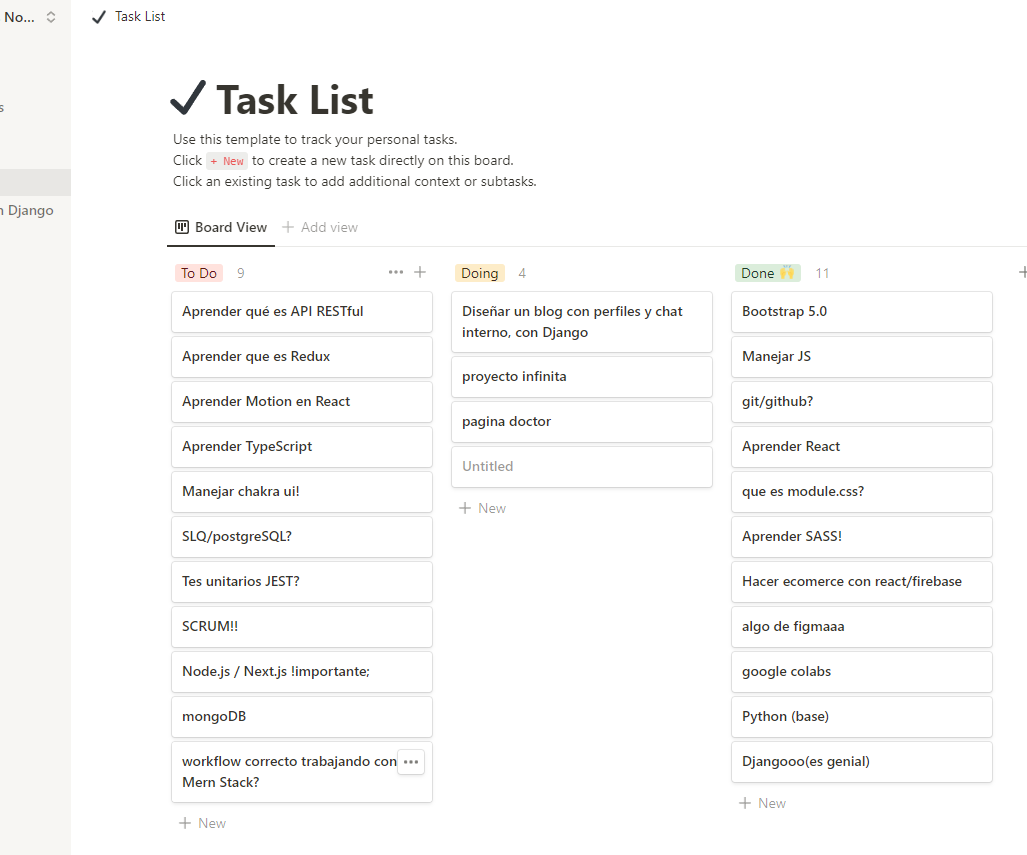 No...
Task List
s
n Django
Task List
Use this template to track your personal tasks.
Click + New to create a new task directly on this board.
Click an existing task to add additional context or subtasks.
Board View + Add view
To Do 9
Aprender qué es API RESTful
Aprender que es Redux
Aprender Motion en React
Aprender TypeScript
Manejar chakra ui!
SLQ/postgreSQL?
Tes unitarios JEST?
SCRUM!!
Node.js / Next.js !importante;
mongoDB
workflow correcto trabajando con
Mern Stack?
+ New
Doing 4
Diseñar un blog con perfiles y chat
interno, con Django
proyecto infinita
pagina doctor
Untitled
+ New
Done 🙌 11
Bootstrap 5.0
Manejar JS
git/github?
Aprender React
que es module.css?
Aprender SASS!
Hacer ecomerce con react/firebase
algo de figmaaa
google colabs
Python (base)
Djangooo(es genial)
+ New